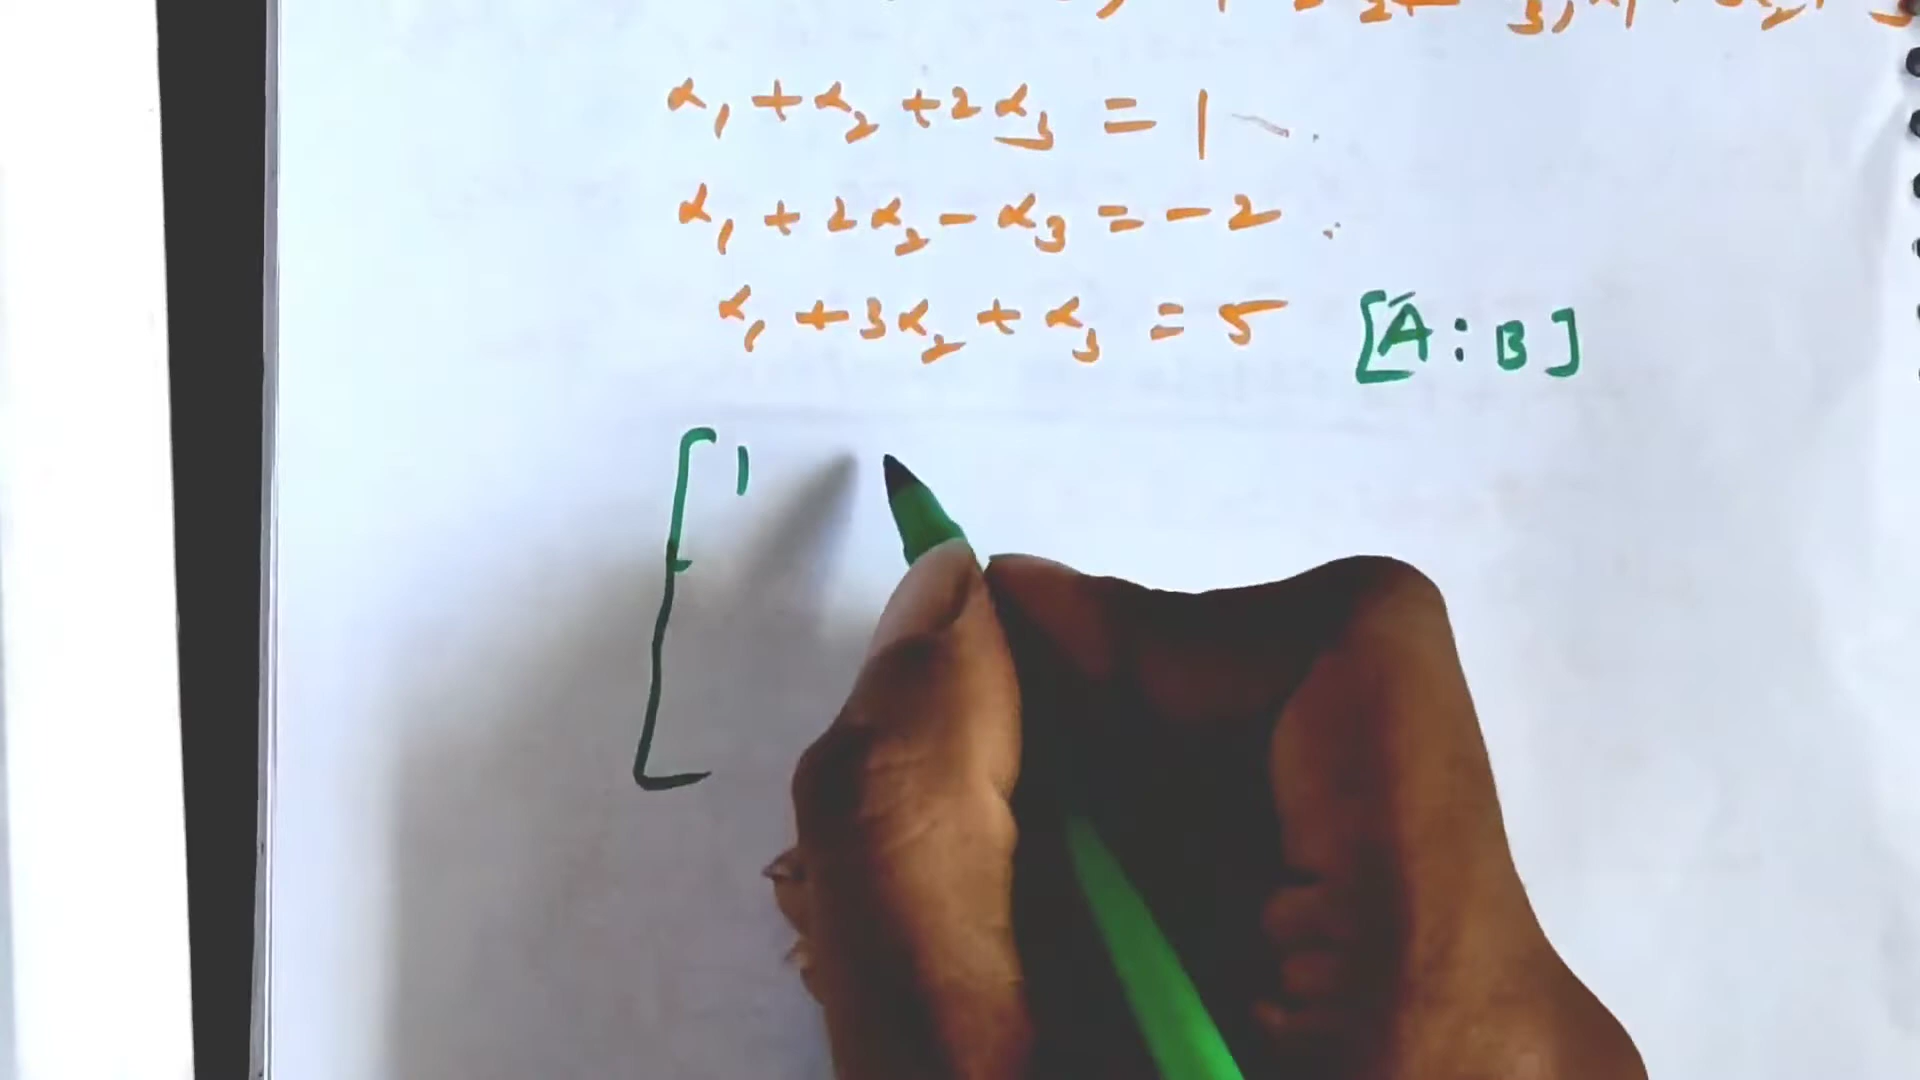 α₁ + α₂ + 2α₃ = 1
α₁ + 2α₂ - α₃ = -2
α₁ + 3α₂ + α₃ = 5 [A : B]
[ 1